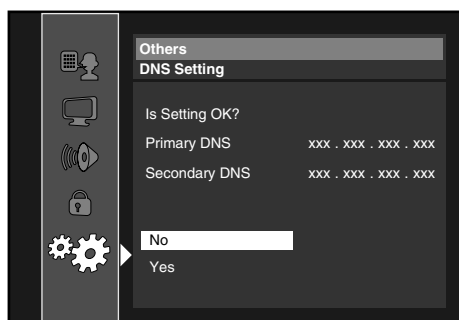 Others
DNS Setting
Is Setting OK?
Primary DNS xxx . xxx . xxx . xxx
Secondary DNS xxx . xxx . xxx . xxx
No
Yes